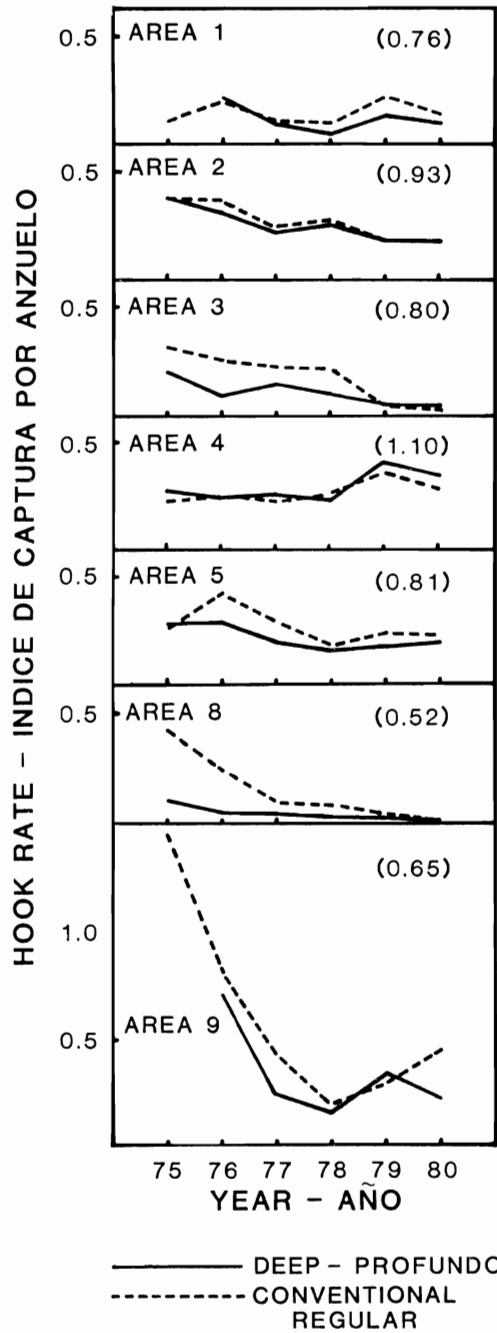 HOOK RATE – INDICE DE CAPTURA POR ANZUELO
0.5
AREA 1
(0.76)
0.5
AREA 2
(0.93)
0.5
AREA 3
(0.80)
0.5
AREA 4
(1.10)
0.5
AREA 5
(0.81)
0.5
AREA 8
(0.52)
(0.65)
1.0
0.5
AREA 9
75 76 77 78 79 80
YEAR – AÑO
DEEP – PROFUNDO
CONVENTIONAL
REGULAR